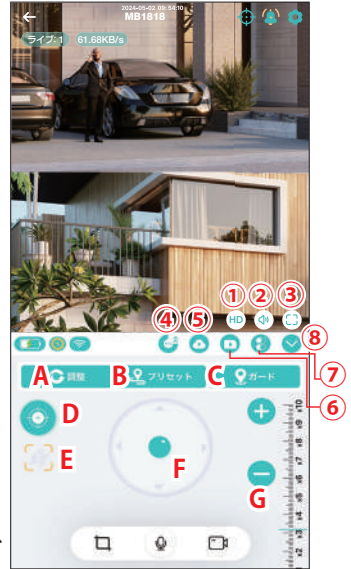 2024-05-02 09:54:10
MB1818
ライブ: 1 61.68KB/s
① ② ③
HD
④ ⑤
⑧
⑦
⑥
A 調整 B プリセット C ガード
D
E
F
G
x10
x9
x8
x7
x6
x5
x4
x3
x2